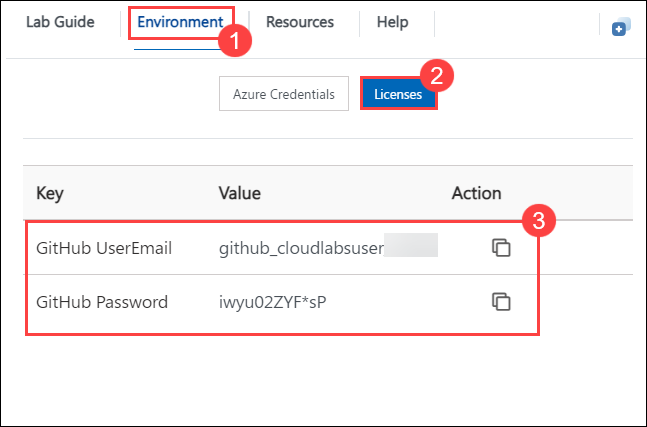 Lab Guide Environment Resources Help
1
2
Azure Credentials Licenses
Key Value Action
3
GitHub UserEmail github_cloudlabsuser
GitHub Password iwyu02ZYF*sP